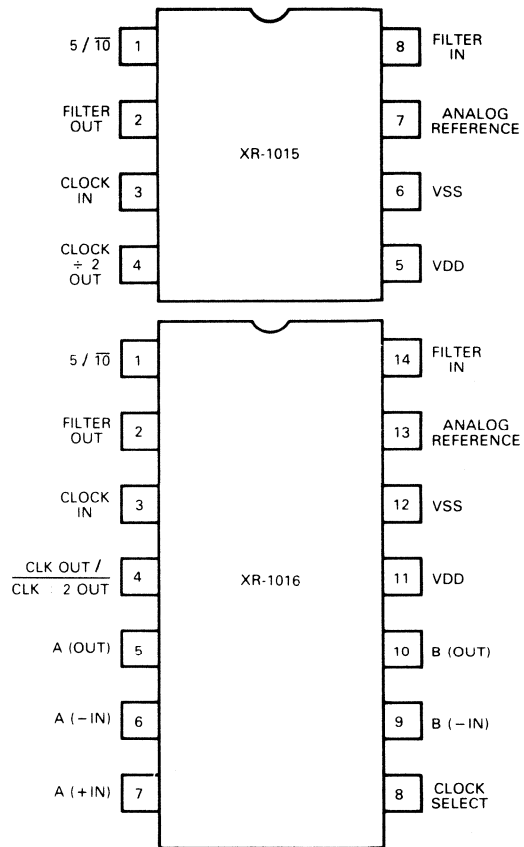 5 / 10
1
8
FILTER
IN
FILTER
OUT
2
7
ANALOG
REFERENCE
XR-1015
CLOCK
IN
3
6
VSS
CLOCK
÷ 2
OUT
4
5
VDD
5 / 10
1
14
FILTER
IN
FILTER
OUT
2
13
ANALOG
REFERENCE
CLOCK
IN
3
12
VSS
CLK OUT /
CLK : 2 OUT
4
11
VDD
XR-1016
A (OUT)
5
10
B (OUT)
A (−IN)
6
9
B (−IN)
A (+IN)
7
8
CLOCK
SELECT